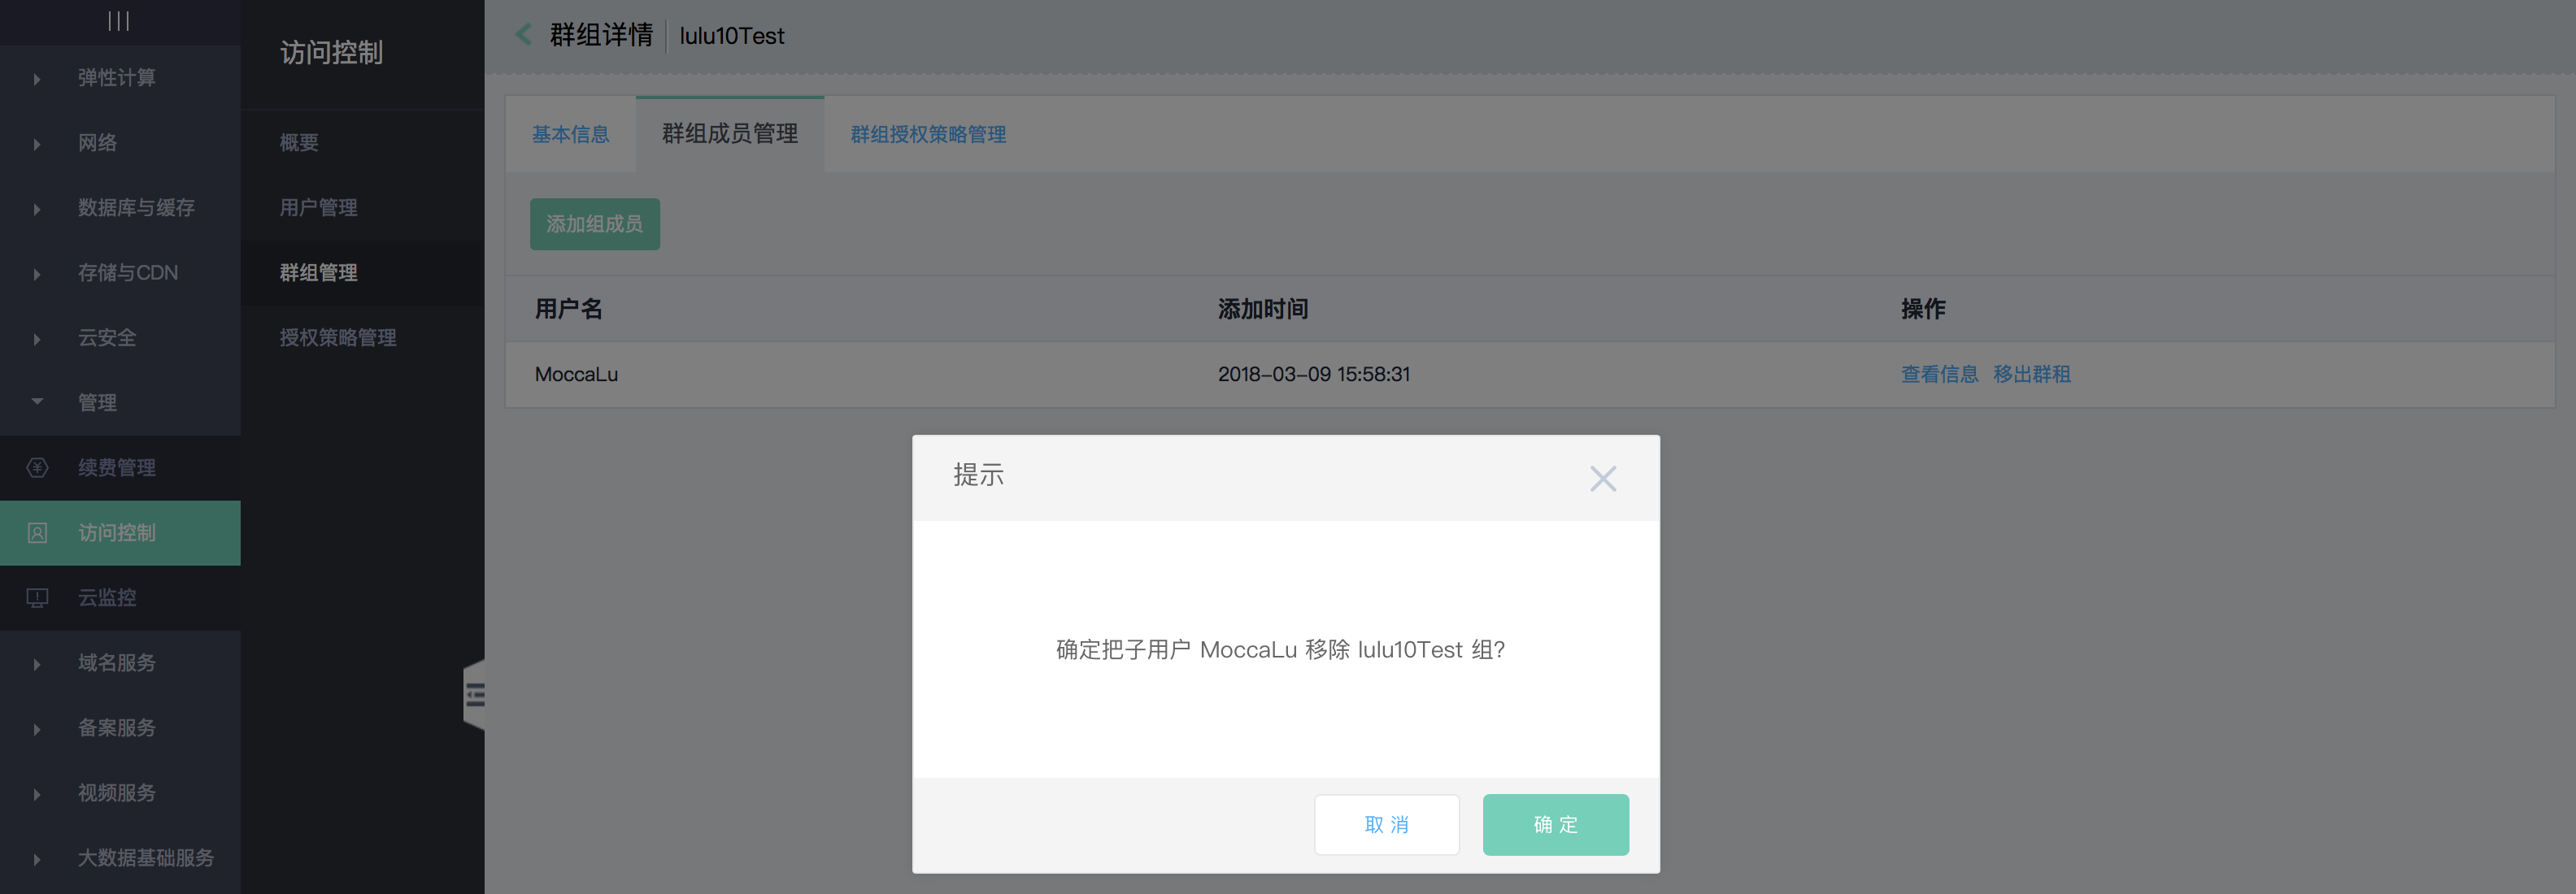 弹性计算
网络
数据库与缓存
存储与CDN
云安全
管理
续费管理
访问控制
云监控
域名服务
备案服务
视频服务
大数据基础服务
访问控制
概要
用户管理
群组管理
授权策略管理
群组详情 lulu10Test
基本信息 群组成员管理 群组授权策略管理
添加组成员
用户名 添加时间 操作
MoccaLu 2018-03-09 15:58:31 查看信息 移出群租
提示
确定把子用户 MoccaLu 移除 lulu10Test 组?
取 消 确 定